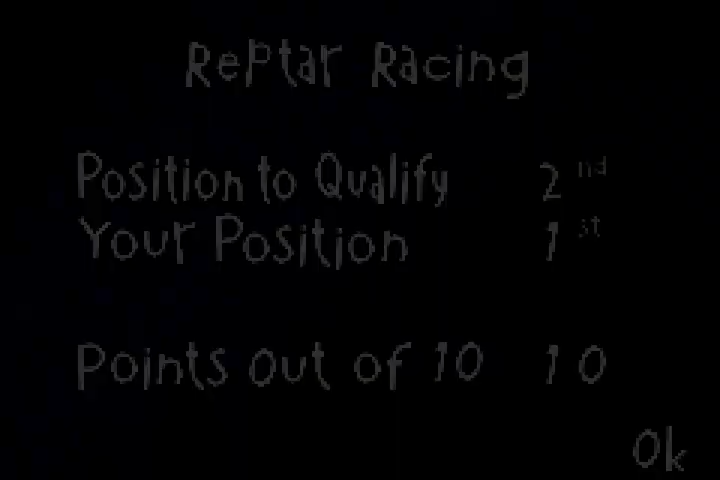 Reptar Racing
Position to Qualify 2nd
Your Position 1st
Points out of 10 10
Ok